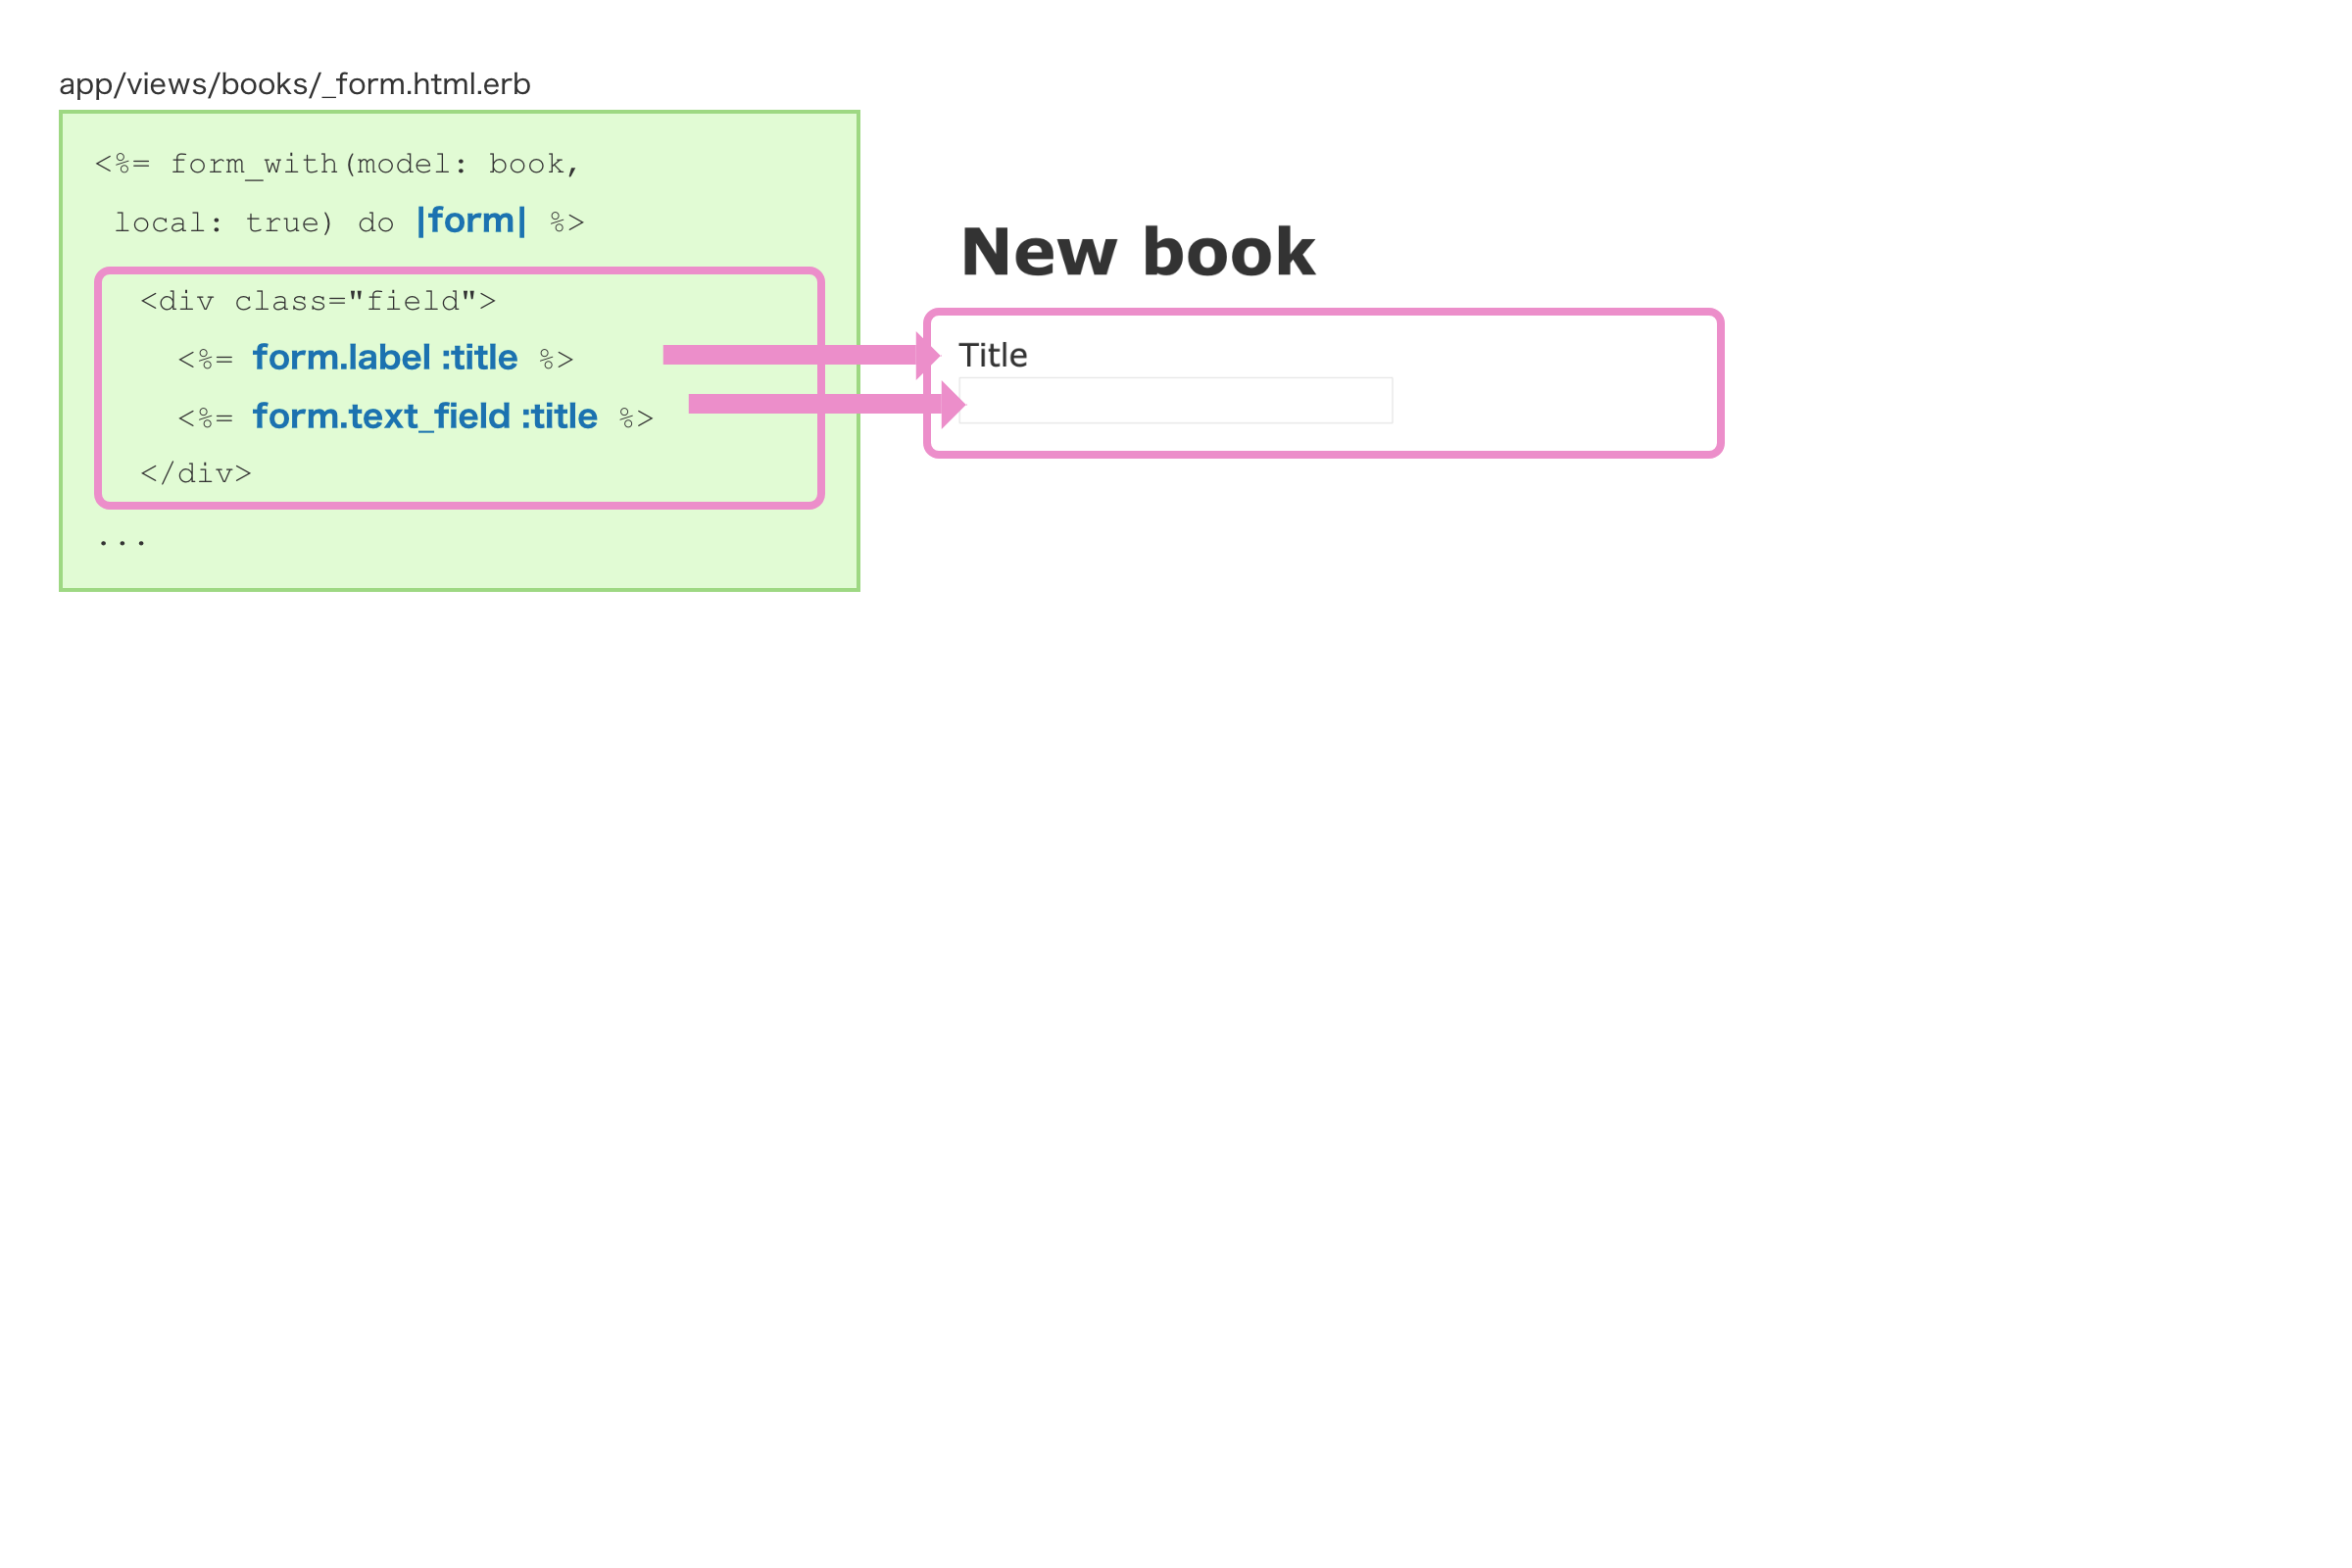 app/views/books/_form.html.erb
<%= form_with(model: book,
local: true) do |form| %>
<div class="field">
<%= form.label :title %>
<%= form.text_field :title %>
</div>
...
New book
Title